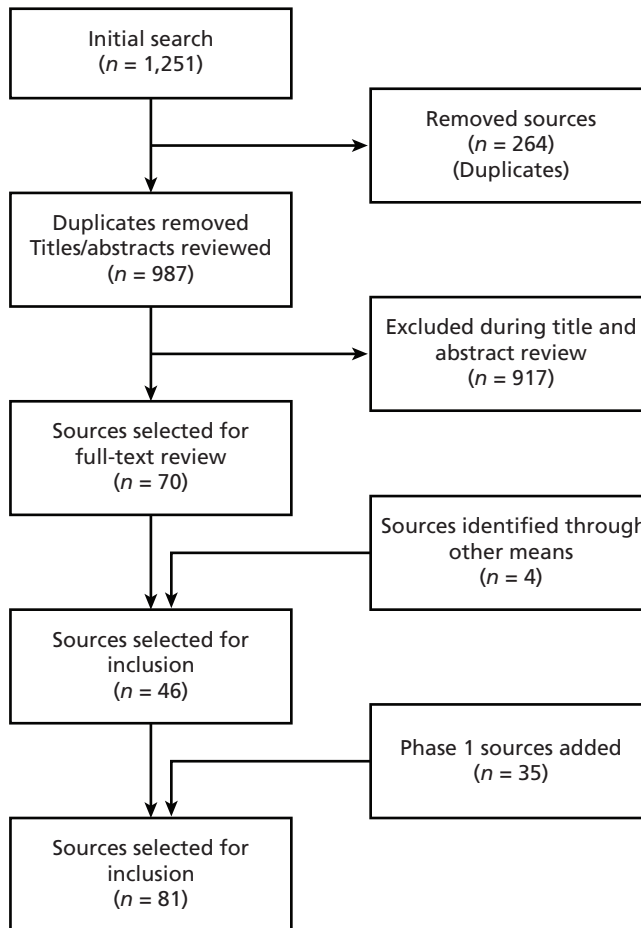 Initial search
(n = 1,251)
Removed sources
(n = 264)
(Duplicates)
Duplicates removed
Titles/abstracts reviewed
(n = 987)
Excluded during title and
abstract review
(n = 917)
Sources selected for
full-text review
(n = 70)
Sources identified through
other means
(n = 4)
Sources selected for
inclusion
(n = 46)
Phase 1 sources added
(n = 35)
Sources selected for
inclusion
(n = 81)